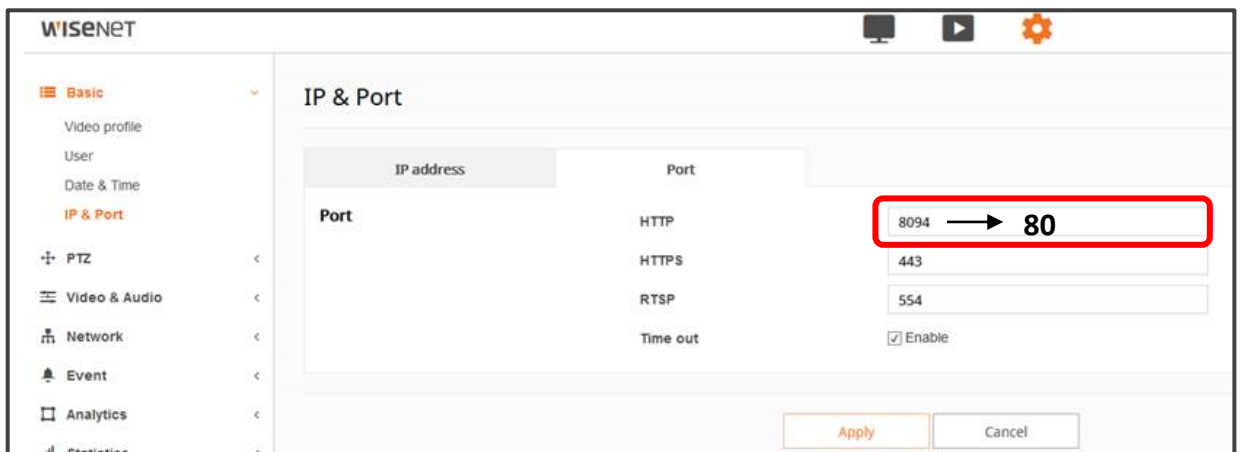 WISENET
Basic
Video profile
User
Date & Time
IP & Port
PTZ
Video & Audio
Network
Event
Analytics
Statistics
IP & Port
IP address Port
Port
HTTP 8094 80
HTTPS 443
RTSP 554
Time out Enable
Apply Cancel